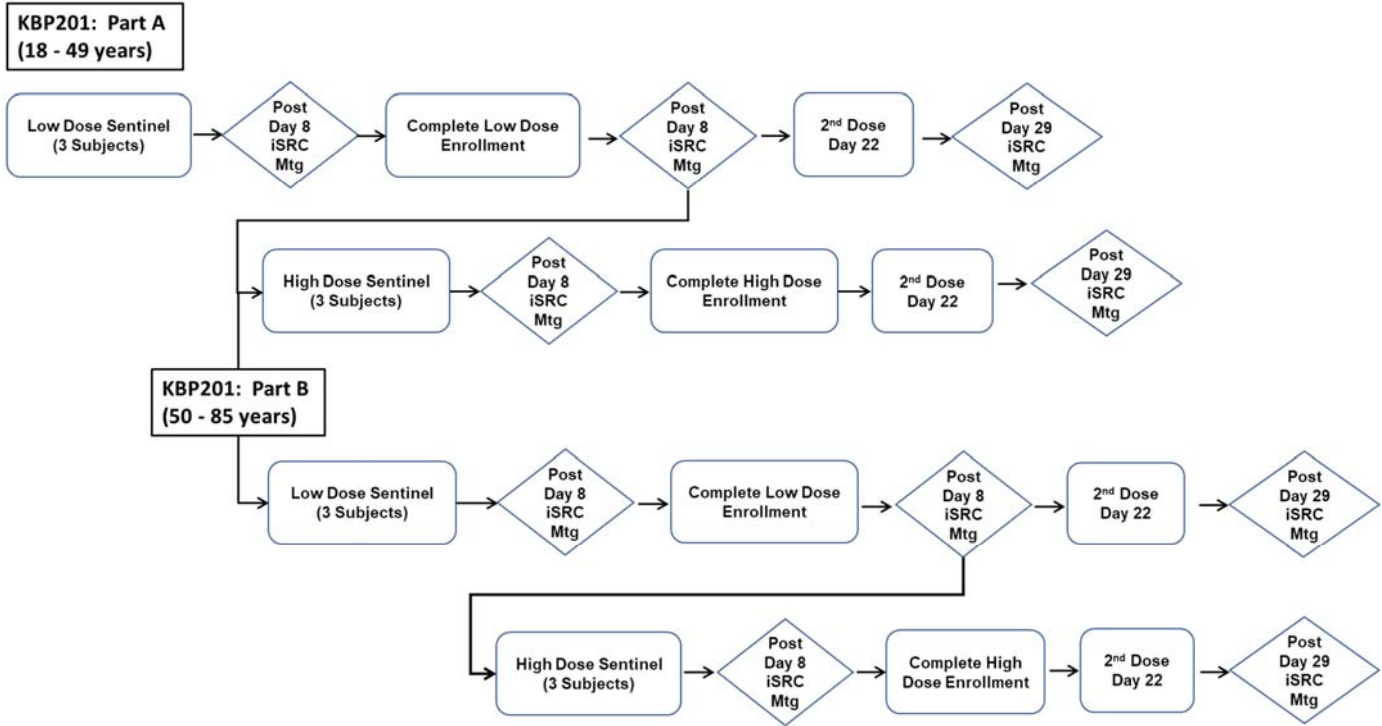 KBP201:  Part A
(18 - 49 years)
Low Dose Sentinel
(3 Subjects)
Post
Day 8
iSRC
Mtg
Complete Low Dose
Enrollment
Post
Day 8
iSRC
Mtg
2nd Dose
Day 22
Post
Day 29
iSRC
Mtg
High Dose Sentinel
(3 Subjects)
Post
Day 8
iSRC
Mtg
Complete High Dose
Enrollment
2nd Dose
Day 22
Post
Day 29
iSRC
Mtg
KBP201:  Part B
(50 - 85 years)
Low Dose Sentinel
(3 Subjects)
Post
Day 8
iSRC
Mtg
Complete Low Dose
Enrollment
Post
Day 8
iSRC
Mtg
2nd Dose
Day 22
Post
Day 29
iSRC
Mtg
High Dose Sentinel
(3 Subjects)
Post
Day 8
iSRC
Mtg
Complete High
Dose Enrollment
2nd Dose
Day 22
Post
Day 29
iSRC
Mtg